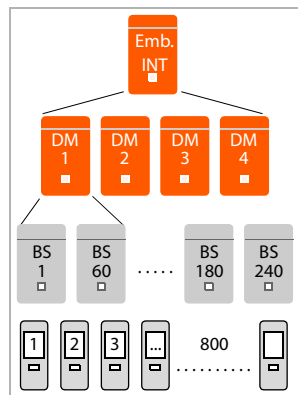 Emb.
INT
DM DM DM DM
1 2 3 4
BS BS BS BS
1 60 ..... 180 240
1 2 3 ... 800
..........